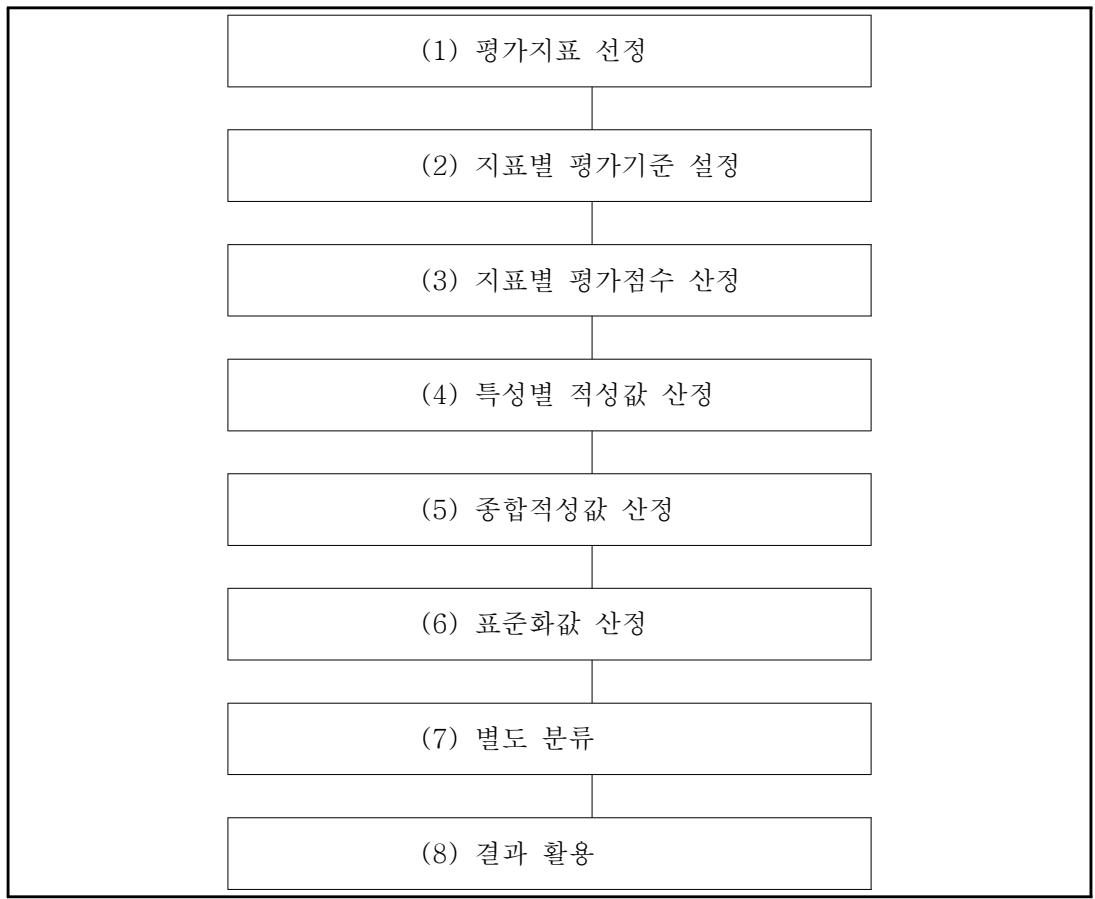 (1) 평가지표 선정
(2) 지표별 평가기준 설정
(3) 지표별 평가점수 산정
(4) 특성별 적성값 산정
(5) 종합적성값 산정
(6) 표준화값 산정
(7) 별도 분류
(8) 결과 활용